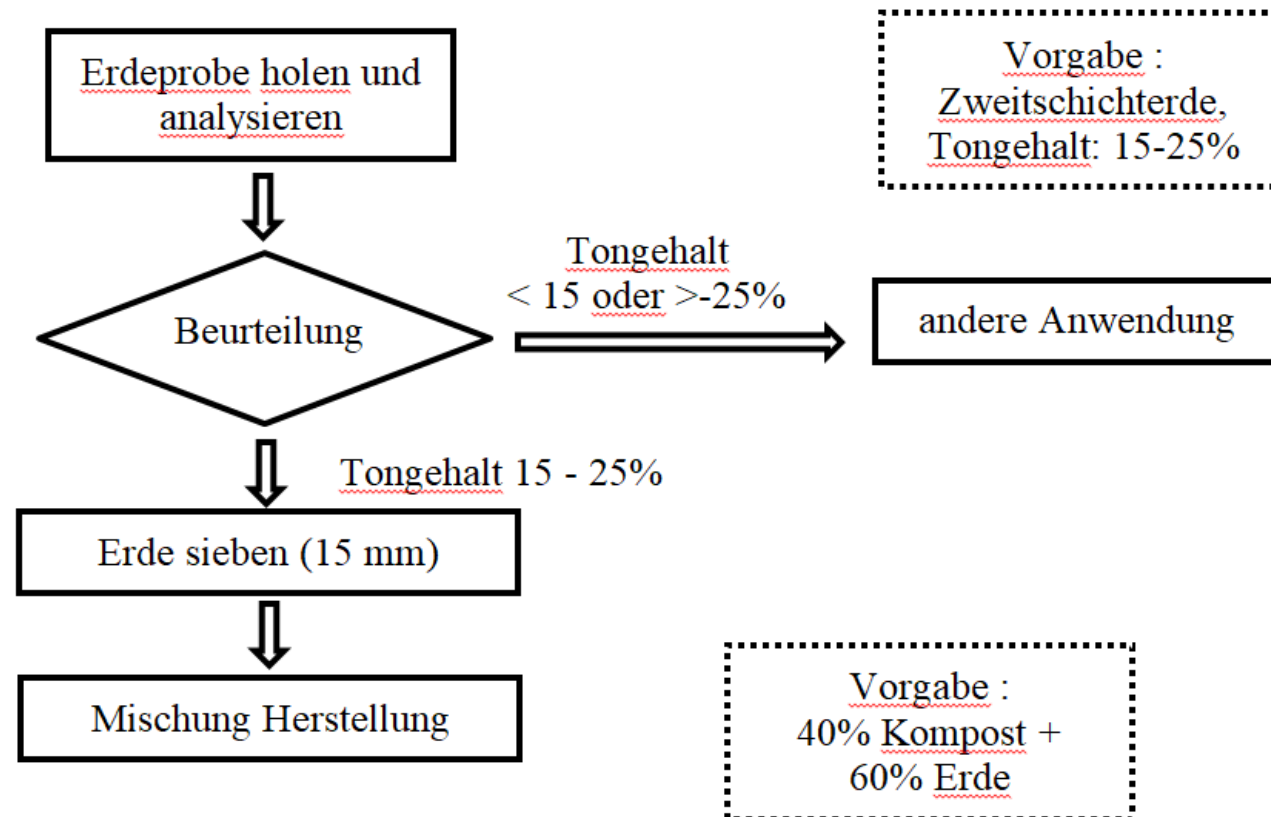 Erdeprobe holen und
analysieren
Vorgabe :
Zweitschichterde,
Tongehalt: 15-25%
Beurteilung
Tongehalt
< 15 oder >-25%
andere Anwendung
Tongehalt 15 - 25%
Erde sieben (15 mm)
Mischung Herstellung
Vorgabe :
40% Kompost +
60% Erde